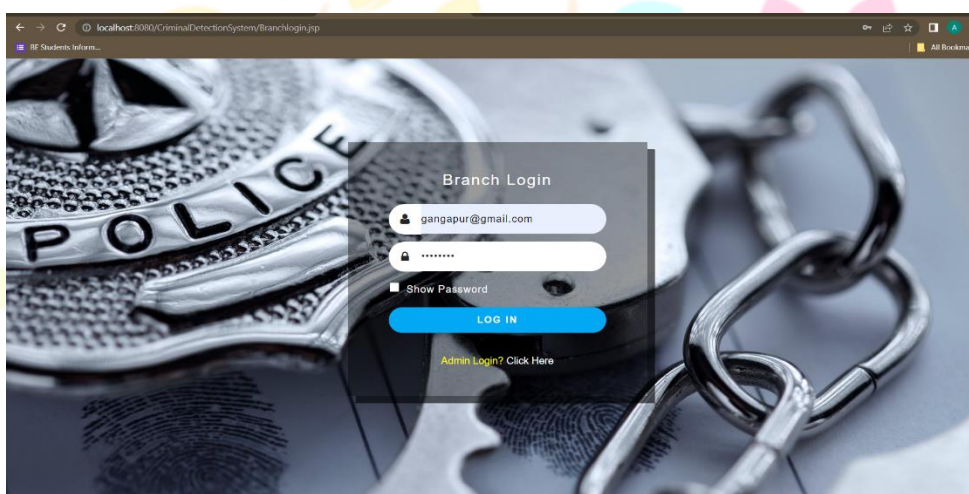 localhost:8080/CriminalDetectionSystem/Branchlogin.jsp
A
BE Students Inform...
All Bookma
POLICE
Branch Login
gangapur@gmail.com
••••••••
Show Password
LOG IN
Admin Login? Click Here